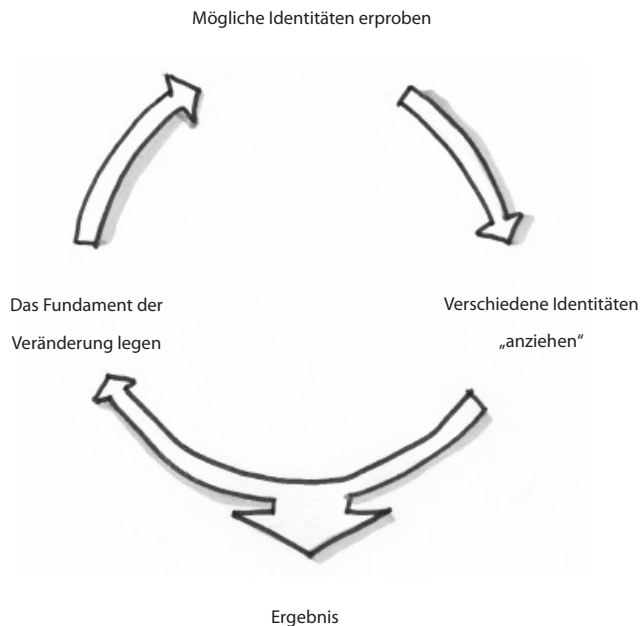 Mögliche Identitäten erproben
Das Fundament der
Veränderung legen
Verschiedene Identitäten
„anziehen“
Ergebnis